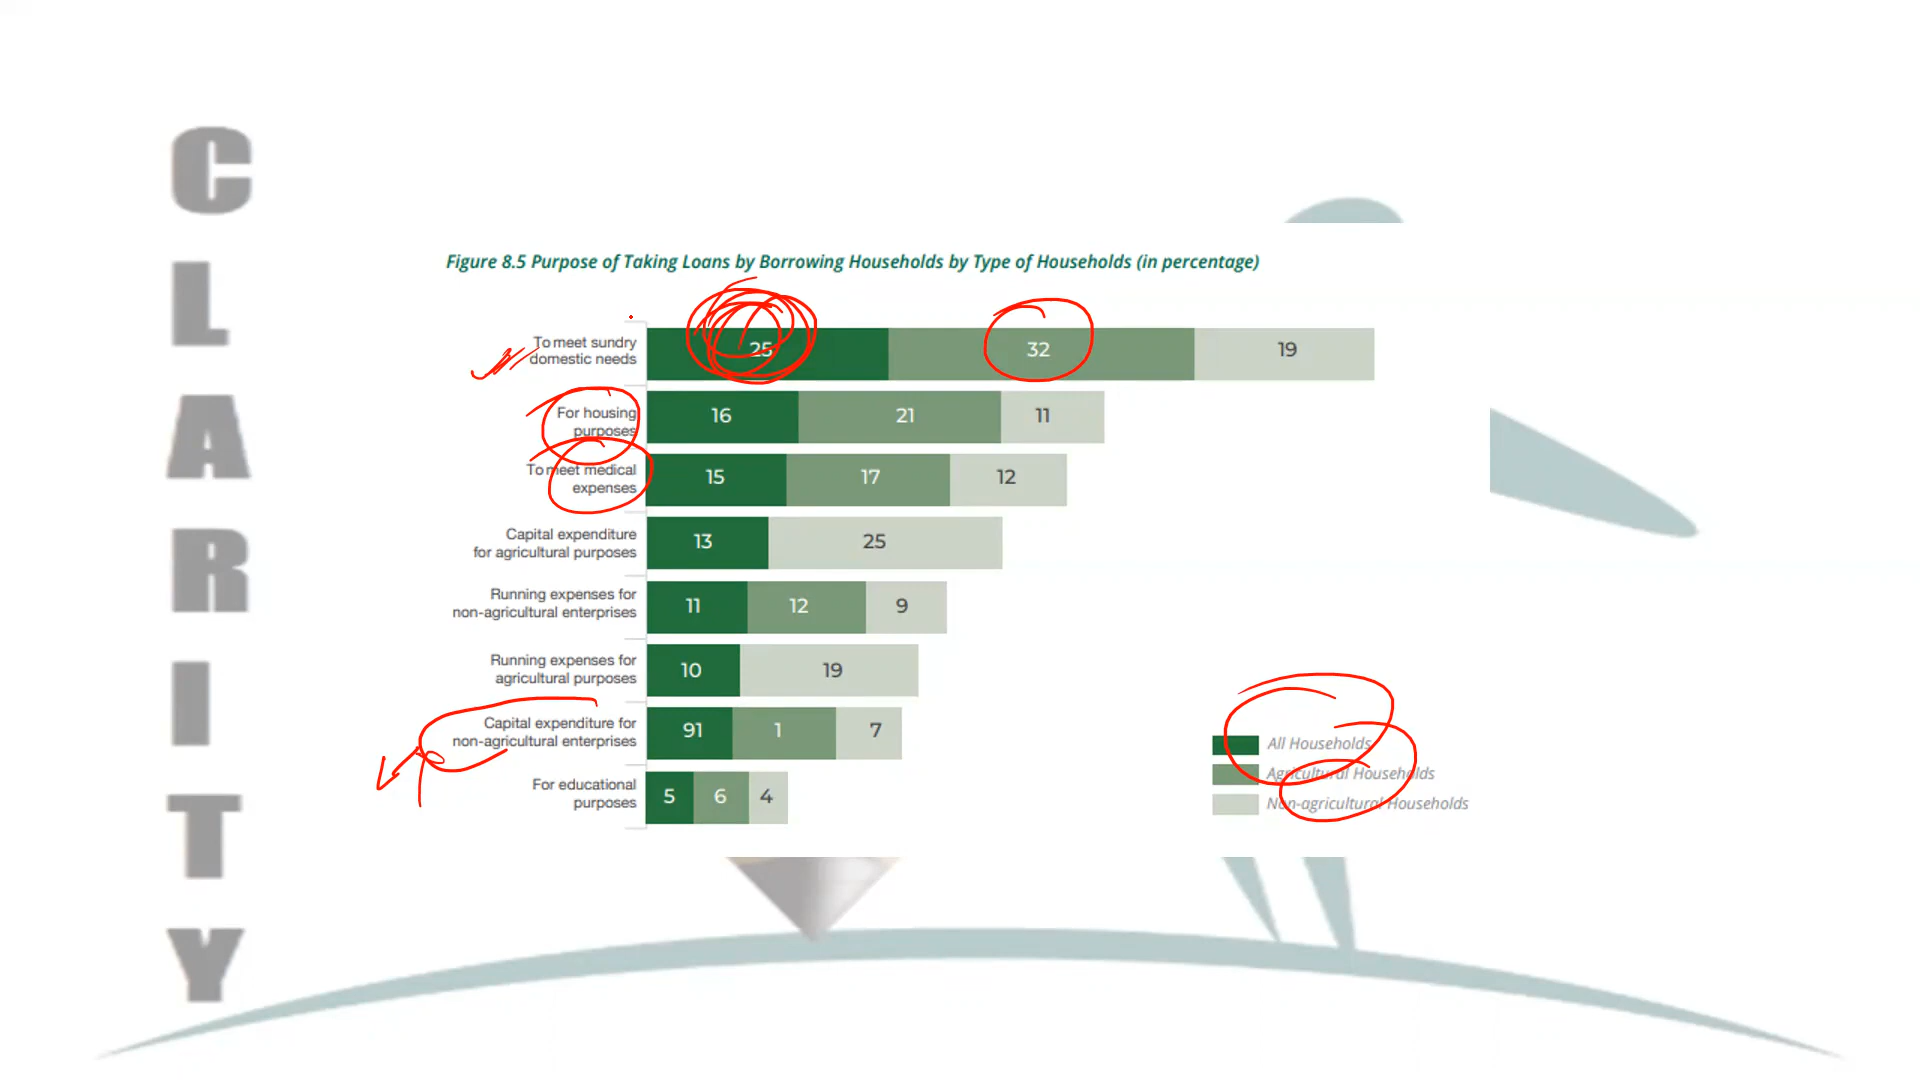 CLARITY
Figure 8.5 Purpose of Taking Loans by Borrowing Households by Type of Households (in percentage)
To meet sundry
domestic needs
25 32 19
For housing
purposes
16 21 11
To meet medical
expenses
15 17 12
Capital expenditure
for agricultural purposes
13 25
Running expenses for
non-agricultural enterprises
11 12 9
Running expenses for
agricultural purposes
10 19
Capital expenditure for
non-agricultural enterprises
91 1 7
For educational
purposes
5 6 4
All Households
Agricultural Households
Non-agricultural Households